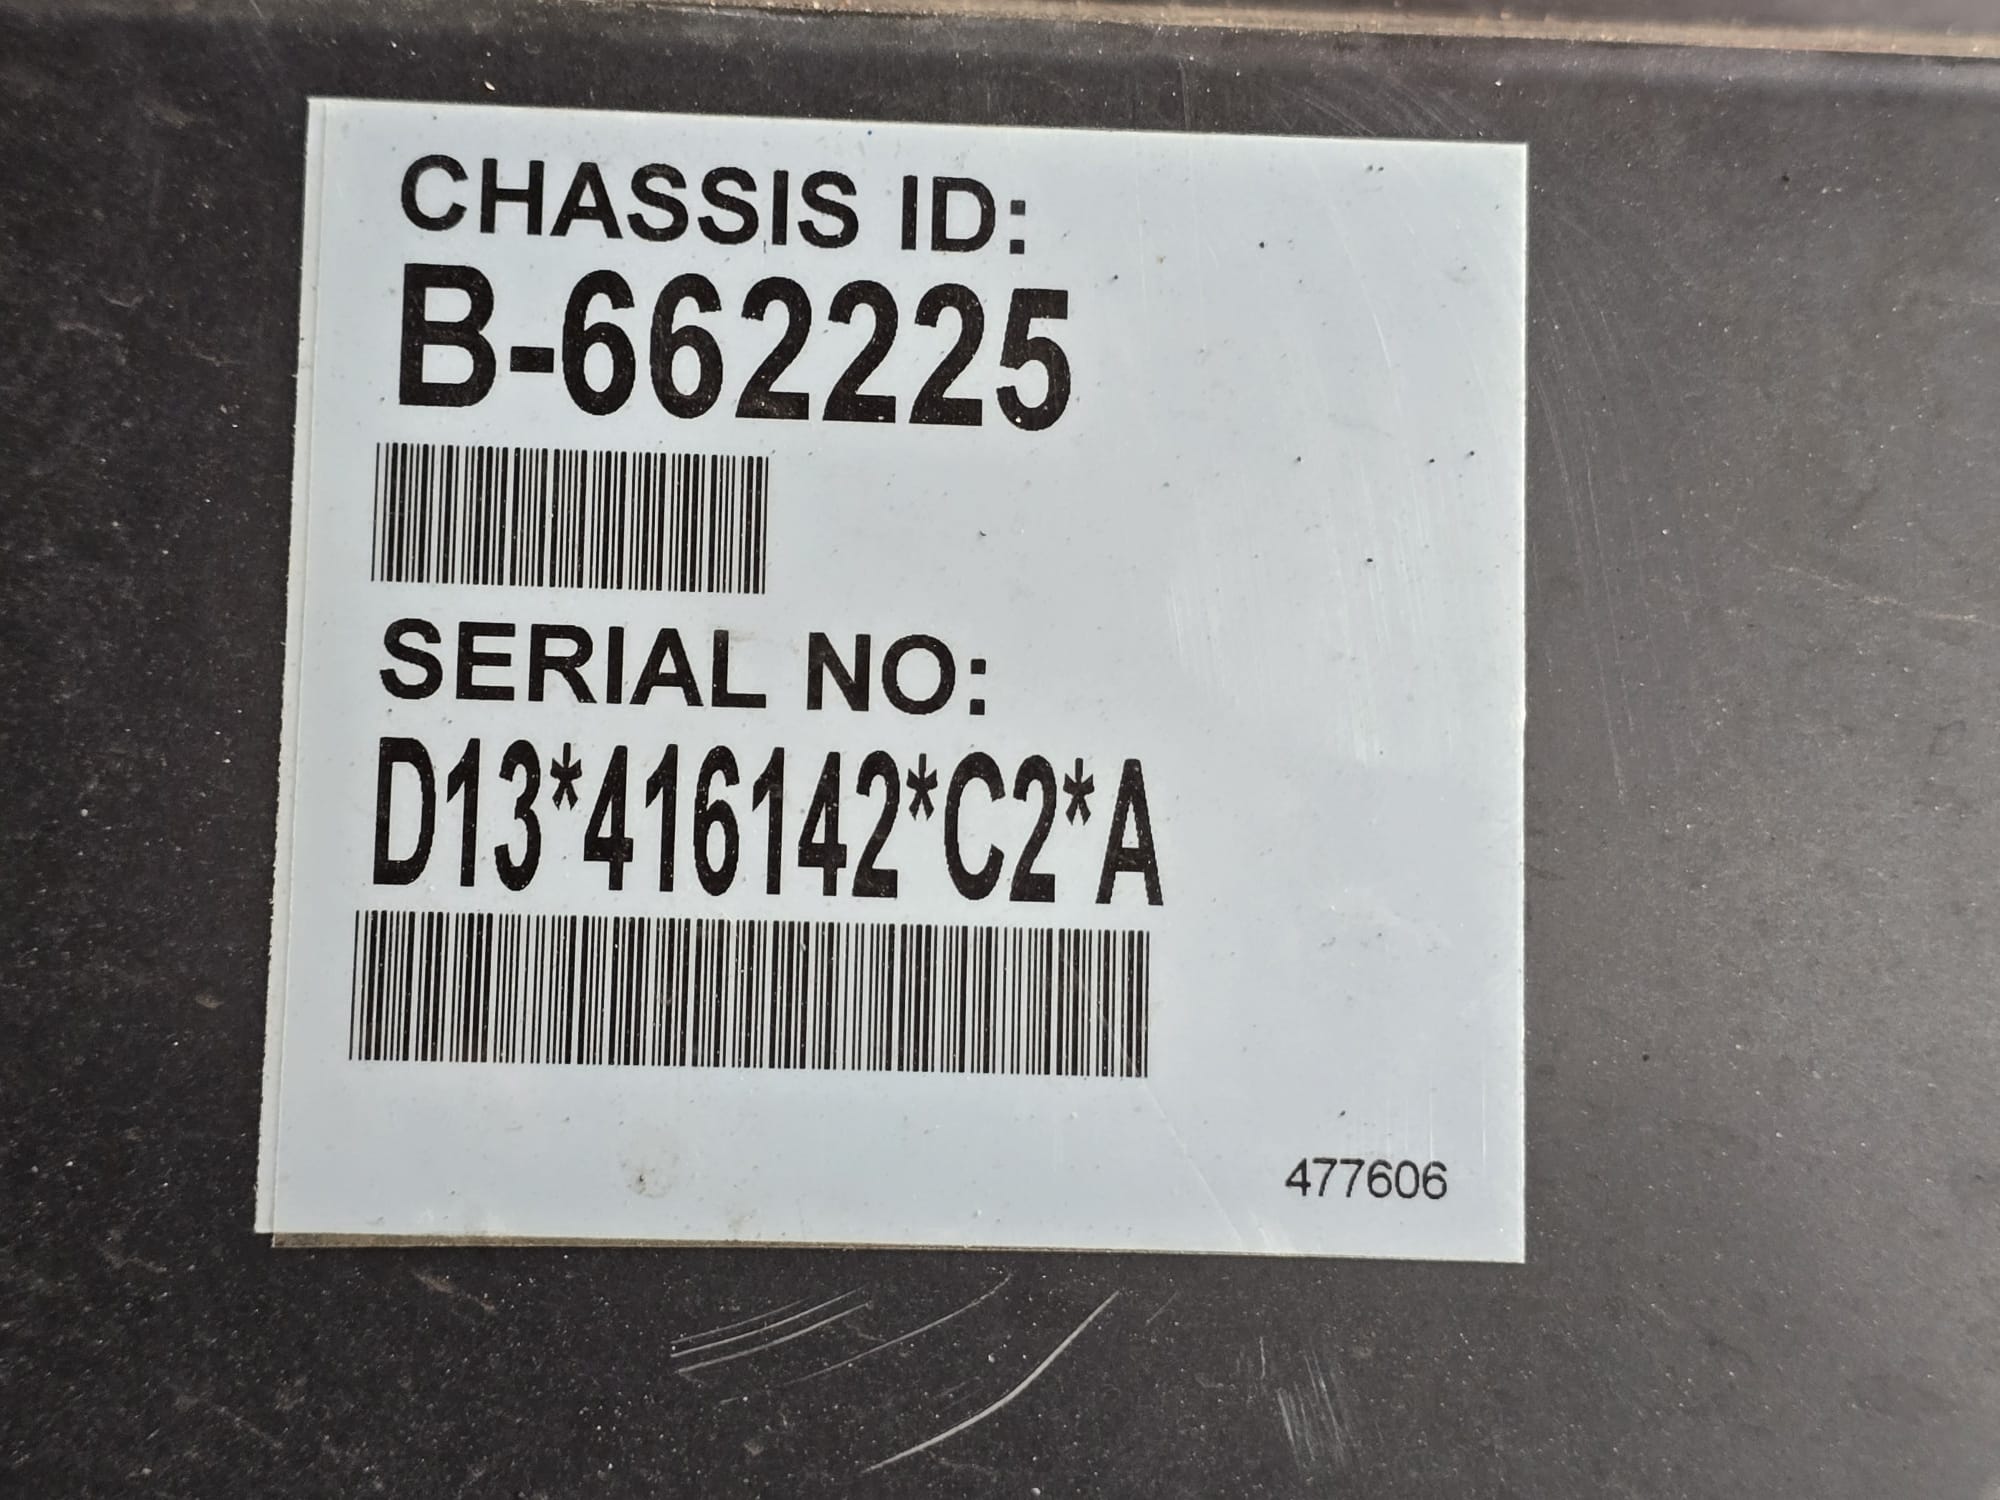 CHASSIS ID:
B-662225
SERIAL NO:
D13*416142*C2*A
477606